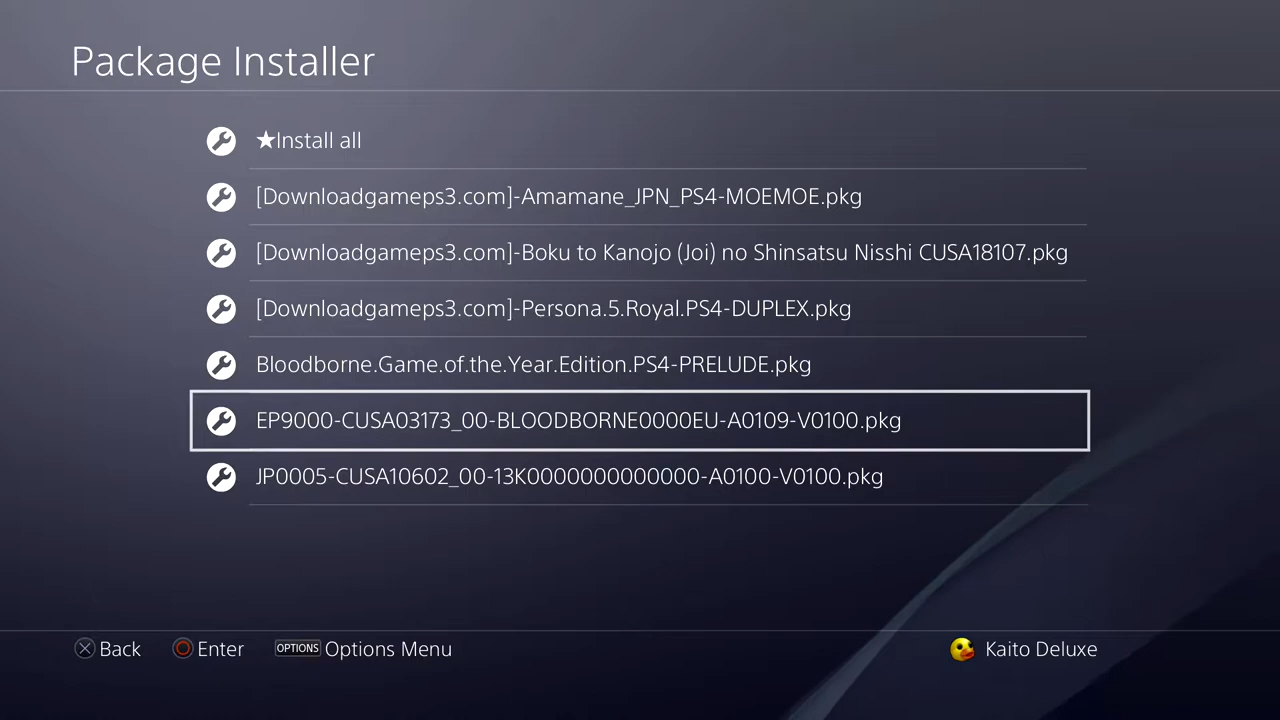 Package Installer
★Install all
[Downloadgameps3.com]-Amamane_JPN_PS4-MOEMOE.pkg
[Downloadgameps3.com]-Boku to Kanojo (Joi) no Shinsatsu Nisshi CUSA18107.pkg
[Downloadgameps3.com]-Persona.5.Royal.PS4-DUPLEX.pkg
Bloodborne.Game.of.the.Year.Edition.PS4-PRELUDE.pkg
EP9000-CUSA03173_00-BLOODBORNE0000EU-A0109-V0100.pkg
JP0005-CUSA10602_00-13K0000000000000-A0100-V0100.pkg
Back Enter OPTIONS Options Menu Kaito Deluxe